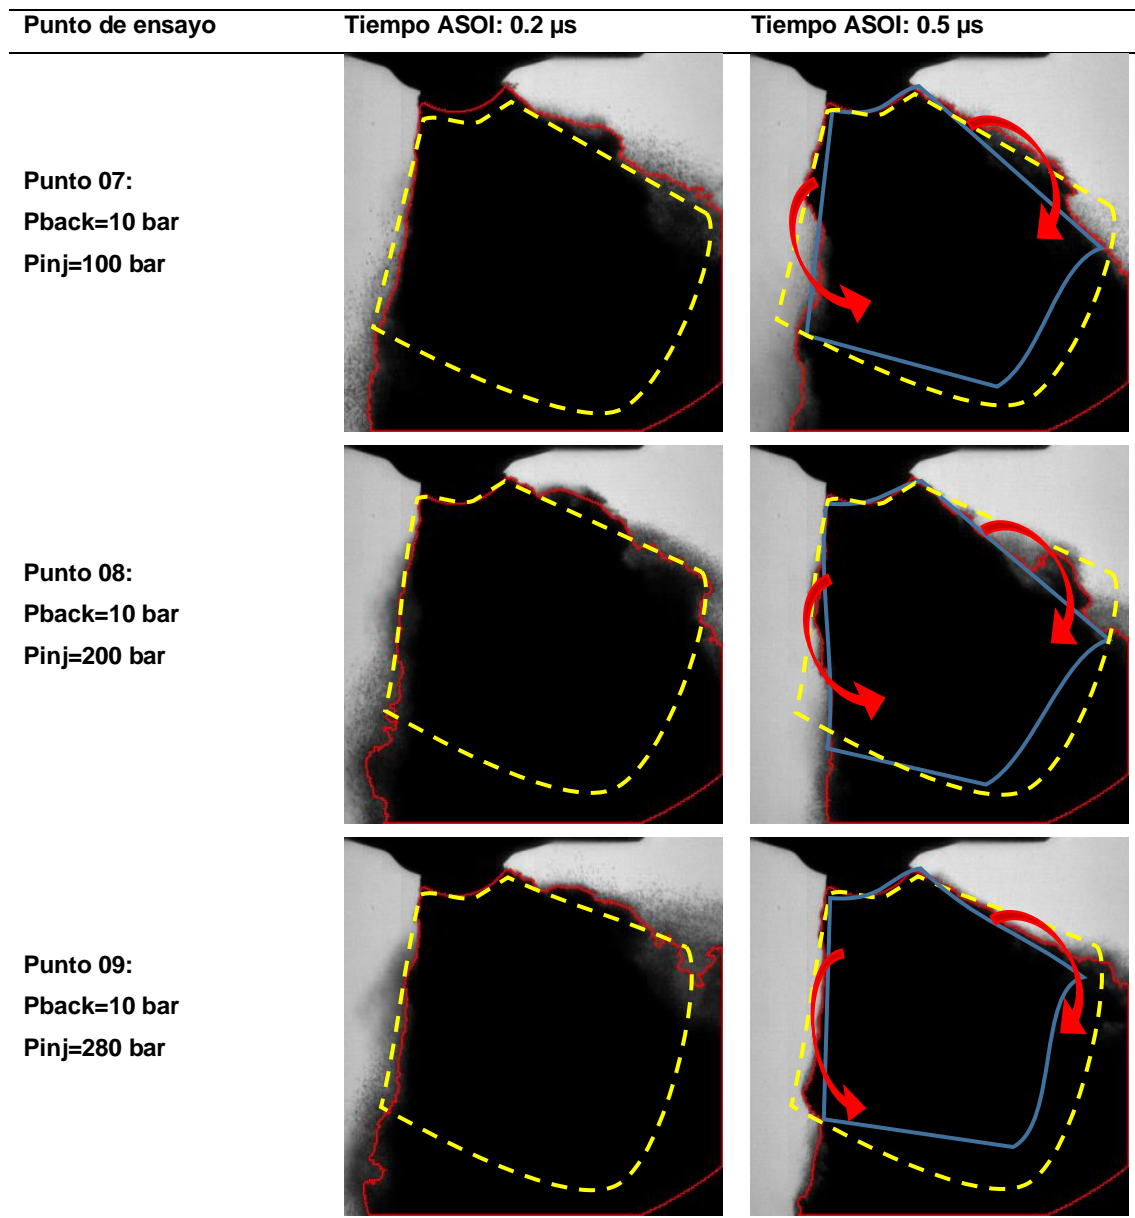 Punto de ensayo Tiempo ASOI: 0.2 µs Tiempo ASOI: 0.5 µs
Punto 07:
Pback=10 bar
Pinj=100 bar
Punto 08:
Pback=10 bar
Pinj=200 bar
Punto 09:
Pback=10 bar
Pinj=280 bar